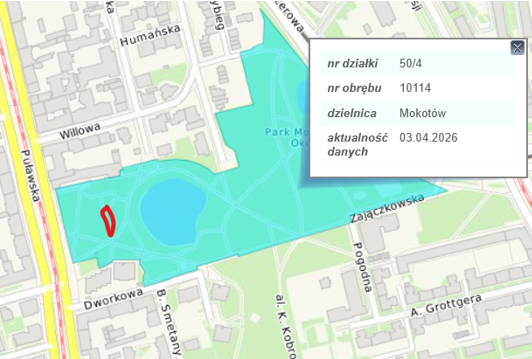 Humańska
nr działki 50/4
nr obrębu 10114
dzielnica Mokotów
aktualność 03.04.2026
danych
Willowa
Park Mo
Puławska
Zajączkowska
Pogodna
Dworkowa
B. Smetany
al. K. Kobro
A. Grottgera